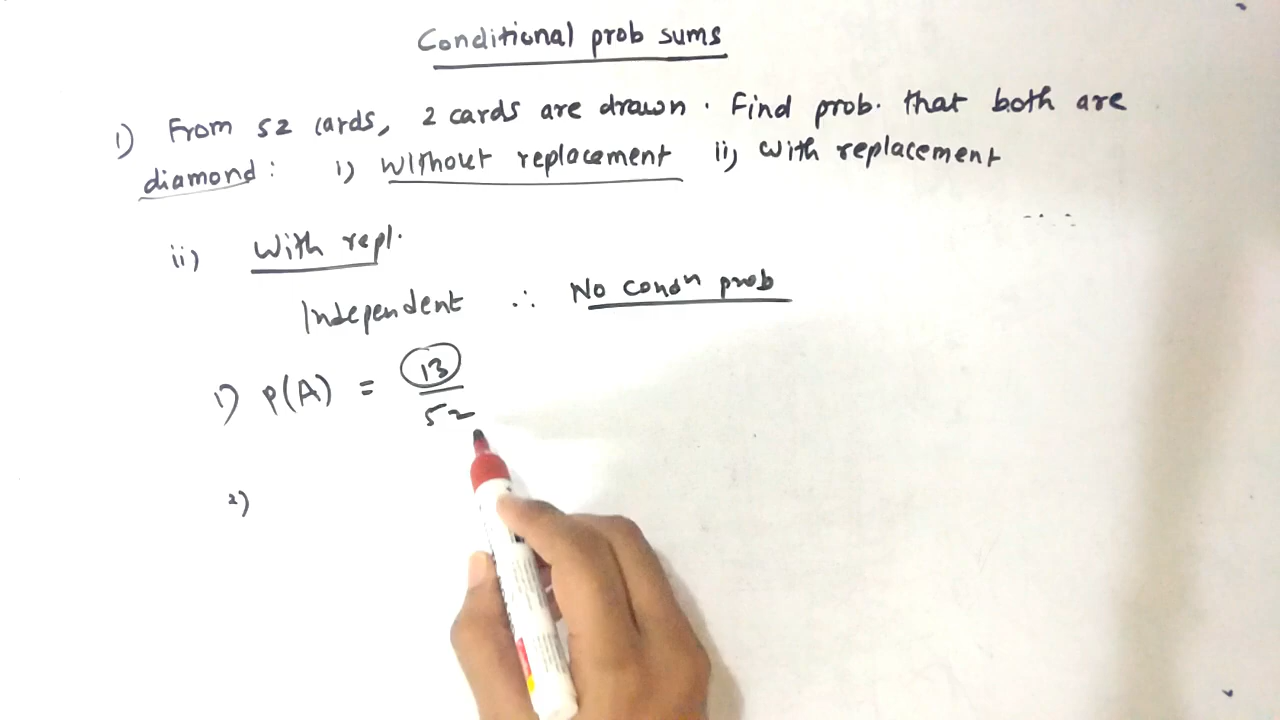 Conditional prob sums
1) From 52 cards, 2 cards are drawn. Find prob. that both are
diamond: i) Without replacement ii) With replacement
ii) With repl.
Independent ∴ No condn prob
1) P(A) = 13/52
2)